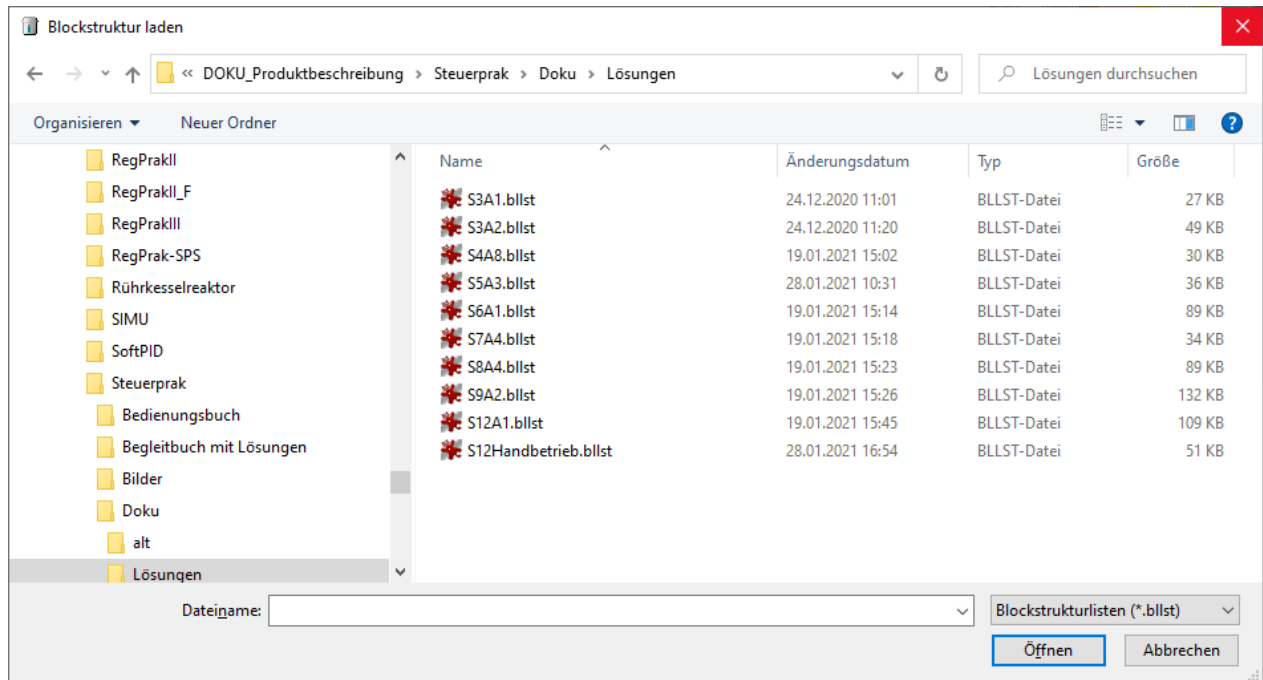 Blockstruktur laden
« DOKU_Produktbeschreibung › Steuerprak › Doku › Lösungen
Lösungen durchsuchen
Organisieren
Neuer Ordner
RegPrakII
RegPrakII_F
RegPrakIII
RegPrak-SPS
Rührkesselreaktor
SIMU
SoftPID
Steuerprak
Bedienungsbuch
Begleitbuch mit Lösungen
Bilder
Doku
alt
Lösungen
Name Änderungsdatum Typ Größe
S3A1.bllst 24.12.2020 11:01 BLLST-Datei 27 KB
S3A2.bllst 24.12.2020 11:20 BLLST-Datei 49 KB
S4A8.bllst 19.01.2021 15:02 BLLST-Datei 30 KB
S5A3.bllst 28.01.2021 10:31 BLLST-Datei 36 KB
S6A1.bllst 19.01.2021 15:14 BLLST-Datei 89 KB
S7A4.bllst 19.01.2021 15:18 BLLST-Datei 34 KB
S8A4.bllst 19.01.2021 15:23 BLLST-Datei 89 KB
S9A2.bllst 19.01.2021 15:26 BLLST-Datei 132 KB
S12A1.bllst 19.01.2021 15:45 BLLST-Datei 109 KB
S12Handbetrieb.bllst 28.01.2021 16:54 BLLST-Datei 51 KB
Dateiname:
Blockstrukturlisten (*.bllst)
Öffnen
Abbrechen